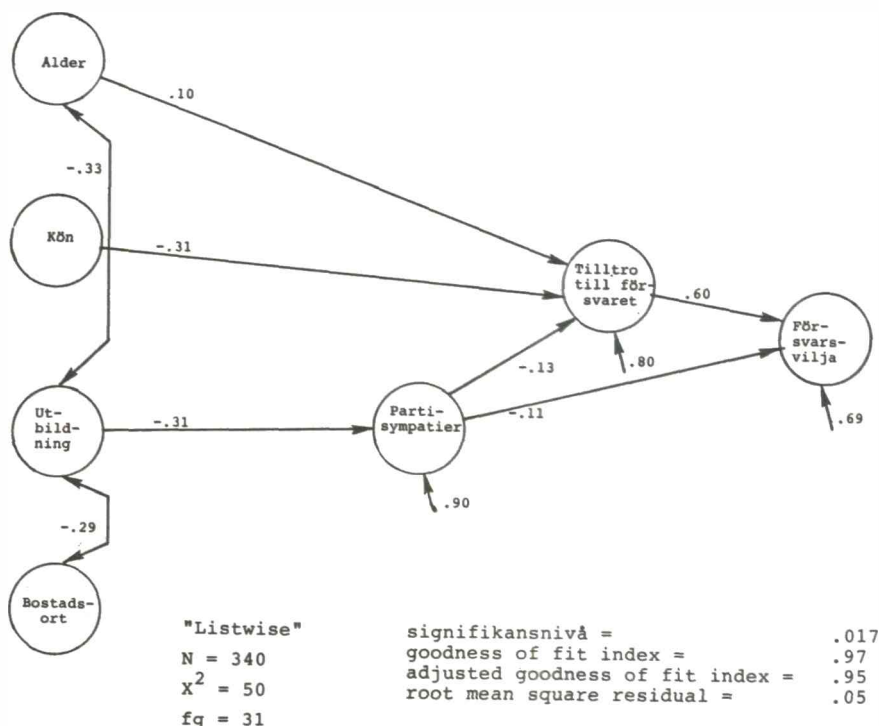 Ålder
.10
-.33
Kön
-.31
Tilltro
till för-
svaret
.60
För-
svars-
vilja
-.13
.80
-.11
.69
Ut-
bild-
ning
-.31
Parti-
sympatier
.90
-.29
Bostads-
ort
"Listwise"
N = 340
X2 = 50
fg = 31
signifikansnivå = .017
goodness of fit index = .97
adjusted goodness of fit index = .95
root mean square residual = .05